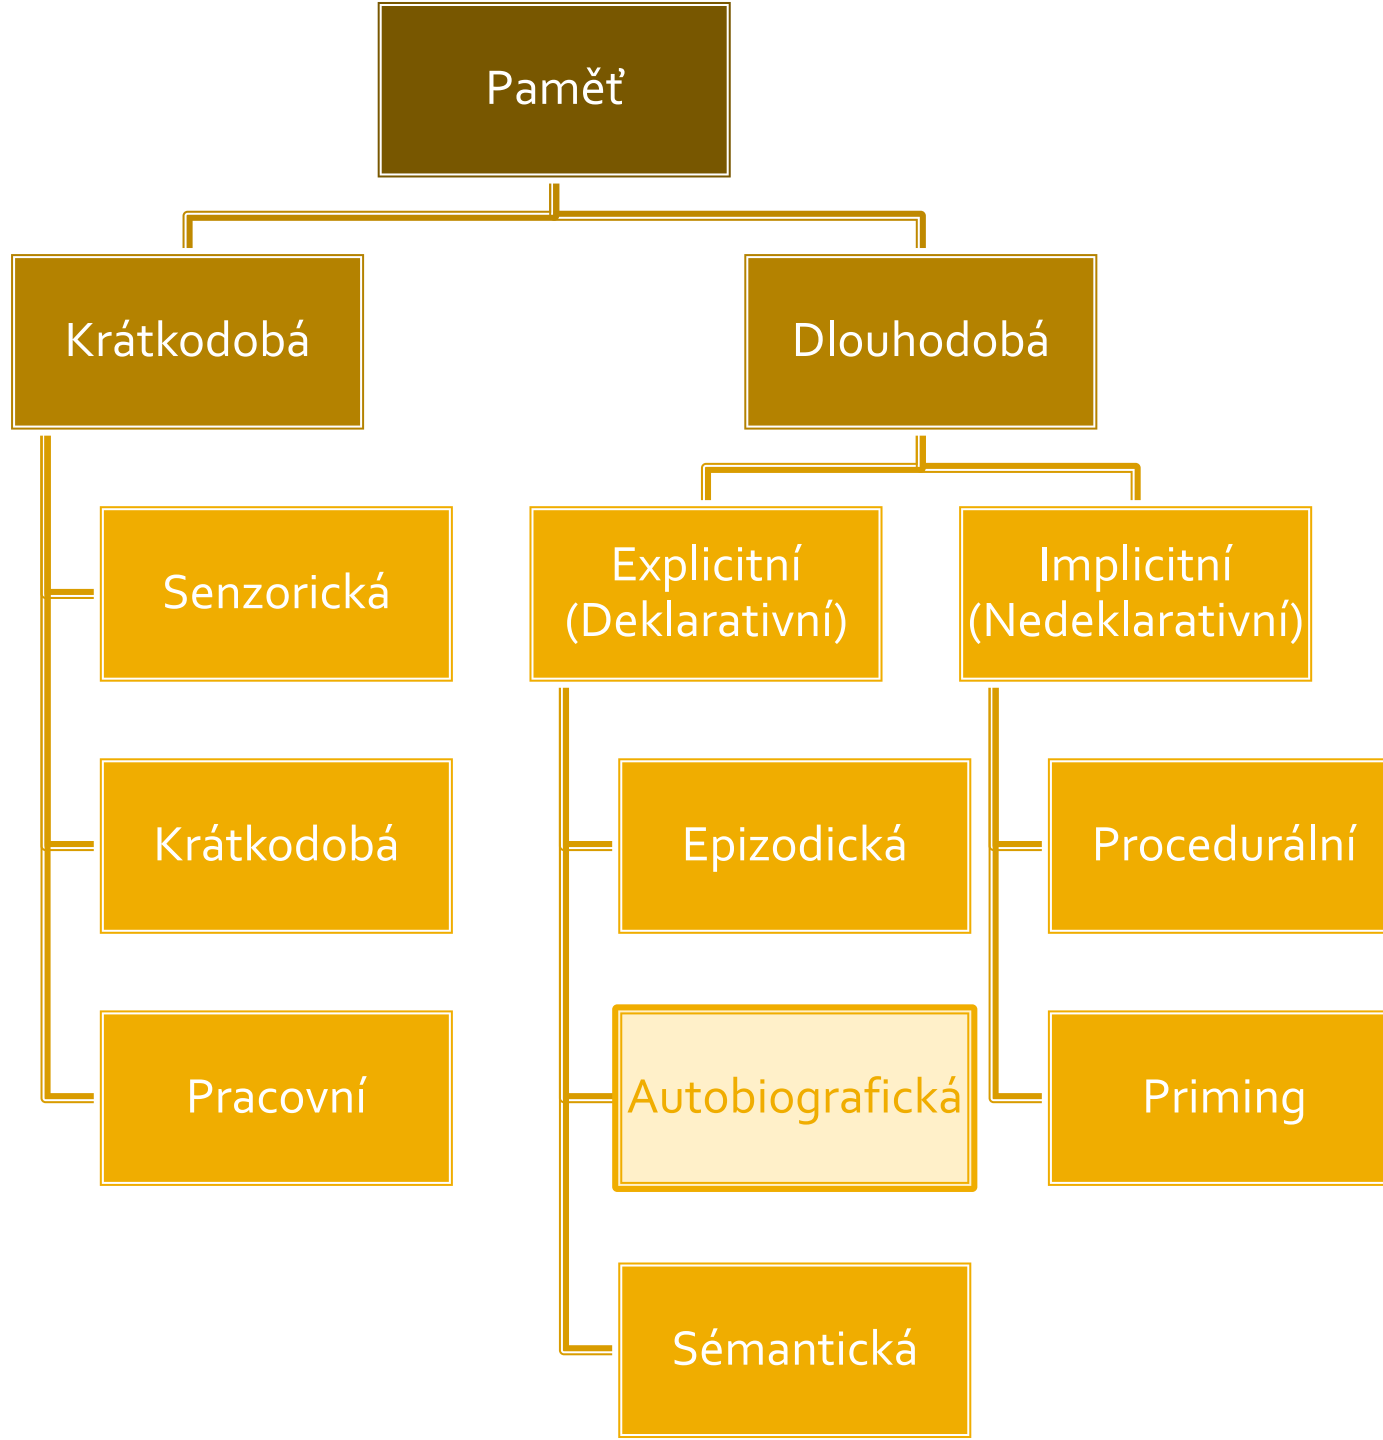 Paměť
Krátkodobá
Dlouhodobá
Senzorická
Explicitní
(Deklarativní)
Implicitní
(Nedeklarativní)
Krátkodobá
Epizodická
Procedurální
Pracovní
Autobiografická
Priming
Sémantická